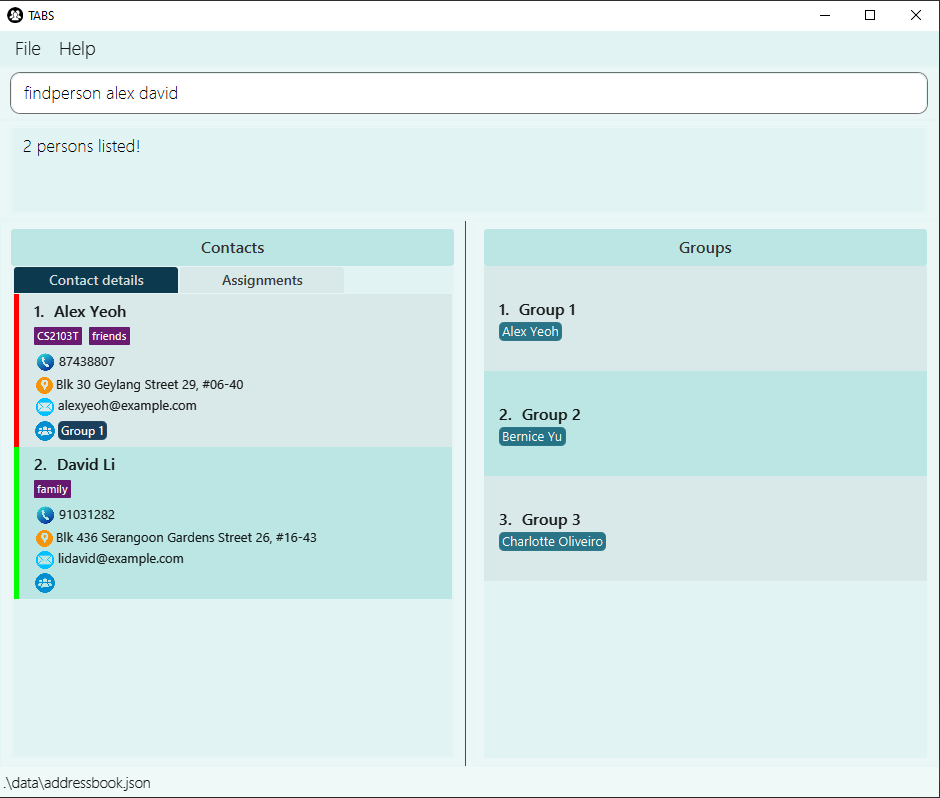 TABS
File Help
findperson alex david
2 persons listed!
Contacts
Contact details Assignments
1. Alex Yeoh
CS2103T friends
87438807
Blk 30 Geylang Street 29, #06-40
alexyeoh@example.com
Group 1
2. David Li
family
91031282
Blk 436 Serangoon Gardens Street 26, #16-43
lidavid@example.com
Groups
1. Group 1
Alex Yeoh
2. Group 2
Bernice Yu
3. Group 3
Charlotte Oliveiro
.\data\addressbook.json